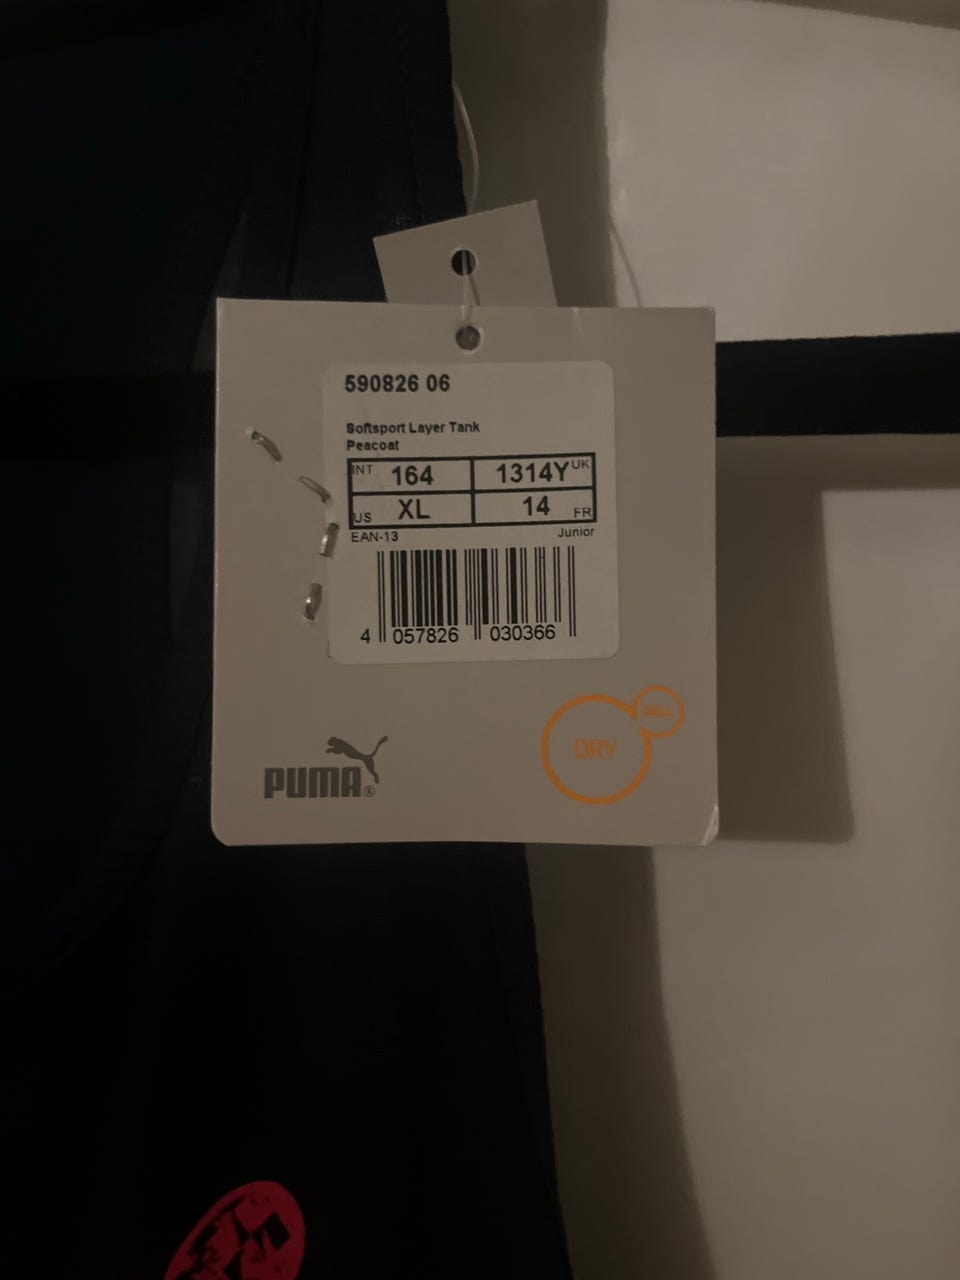 590826 06
Softsport Layer Tank
Peacoat
INT 164 1314Y UK
US XL 14 FR
EAN-13 Junior
4 057826 030366
CELL
DRY
PUMA®